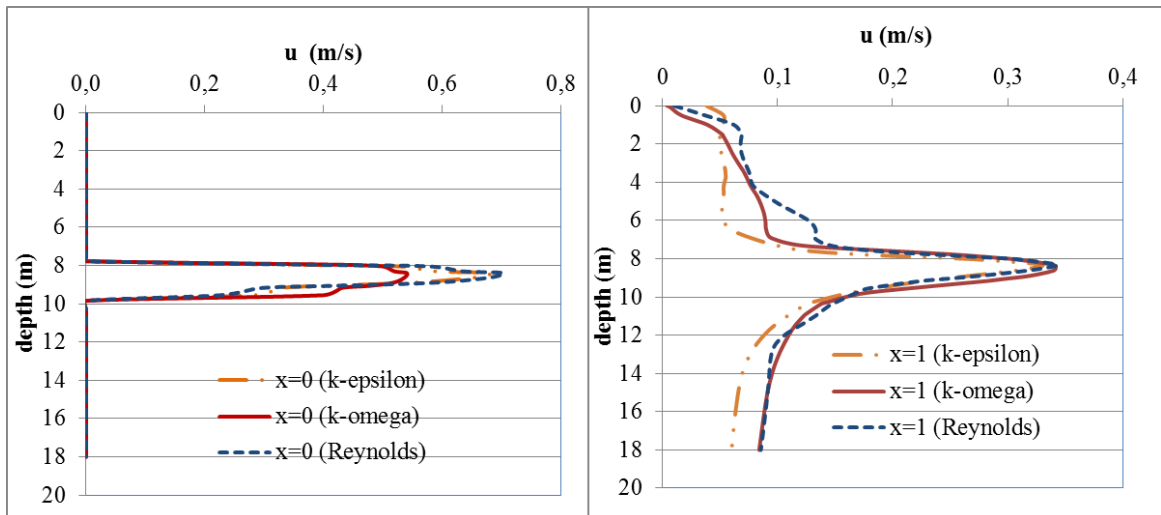 u (m/s)
0,0 0,2 0,4 0,6 0,8
0
2
4
6
8
10
12
14
16
18
20
depth (m)
x=0 (k-epsilon)
x=0 (k-omega)
x=0 (Reynolds)
u (m/s)
0 0,1 0,2 0,3 0,4
0
2
4
6
8
10
12
14
16
18
20
depth (m)
x=1 (k-epsilon)
x=1 (k-omega)
x=1 (Reynolds)